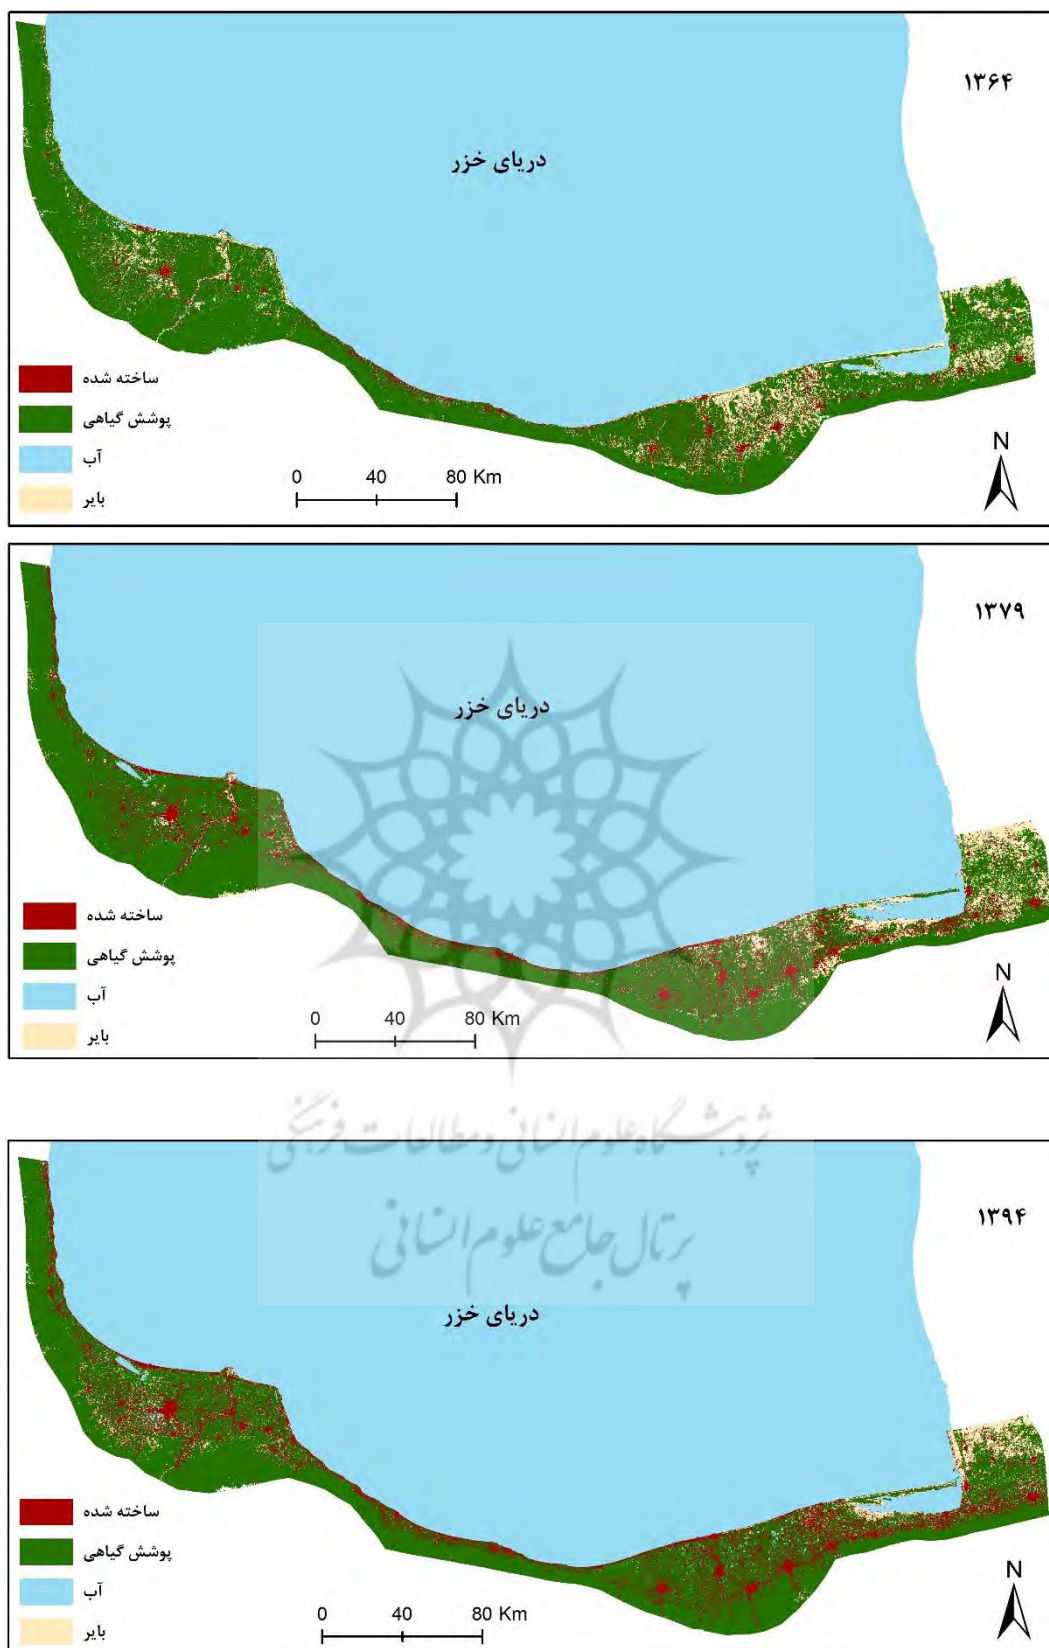 ۱۳۶۴
دریای خزر
ساخته شده
پوشش گیاهی
آب
بایر
0 40 80 Km
N
۱۳۷۹
دریای خزر
ساخته شده
پوشش گیاهی
آب
بایر
0 40 80 Km
N
پژوهشگاه علوم انسانی و مطالعات فرهنگی
پرتال جامع علوم انسانی
۱۳۹۴
دریای خزر
ساخته شده
پوشش گیاهی
آب
بایر
0 40 80 Km
N